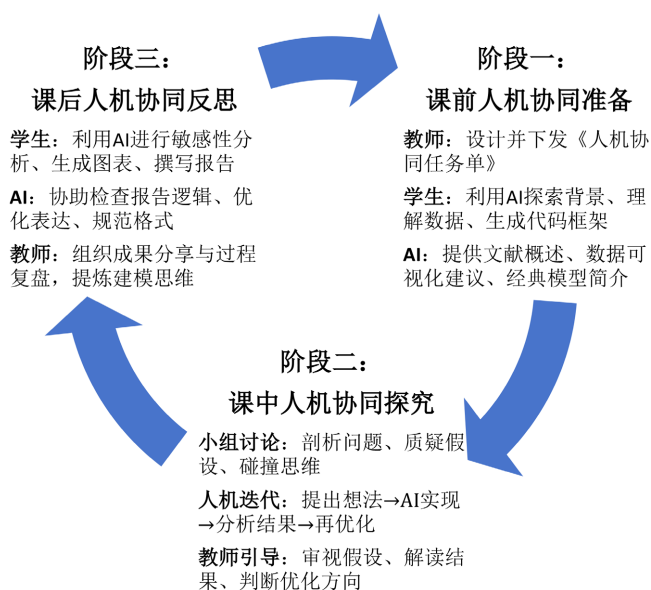 阶段三：
课后人机协同反思
学生：利用AI进行敏感性分
析、生成图表、撰写报告
AI：协助检查报告逻辑、优
化表达、规范格式
教师：组织成果分享与过程
复盘，提炼建模思维
阶段一：
课前人机协同准备
教师：设计并下发《人机协
同任务单》
学生：利用AI探索背景、理
解数据、生成代码框架
AI：提供文献概述、数据可
视化建议、经典模型简介
阶段二：
课中人机协同探究
小组讨论：剖析问题、质疑假
设、碰撞思维
人机迭代：提出想法→AI实现
→分析结果→再优化
教师引导：审视假设、解读结
果、判断优化方向